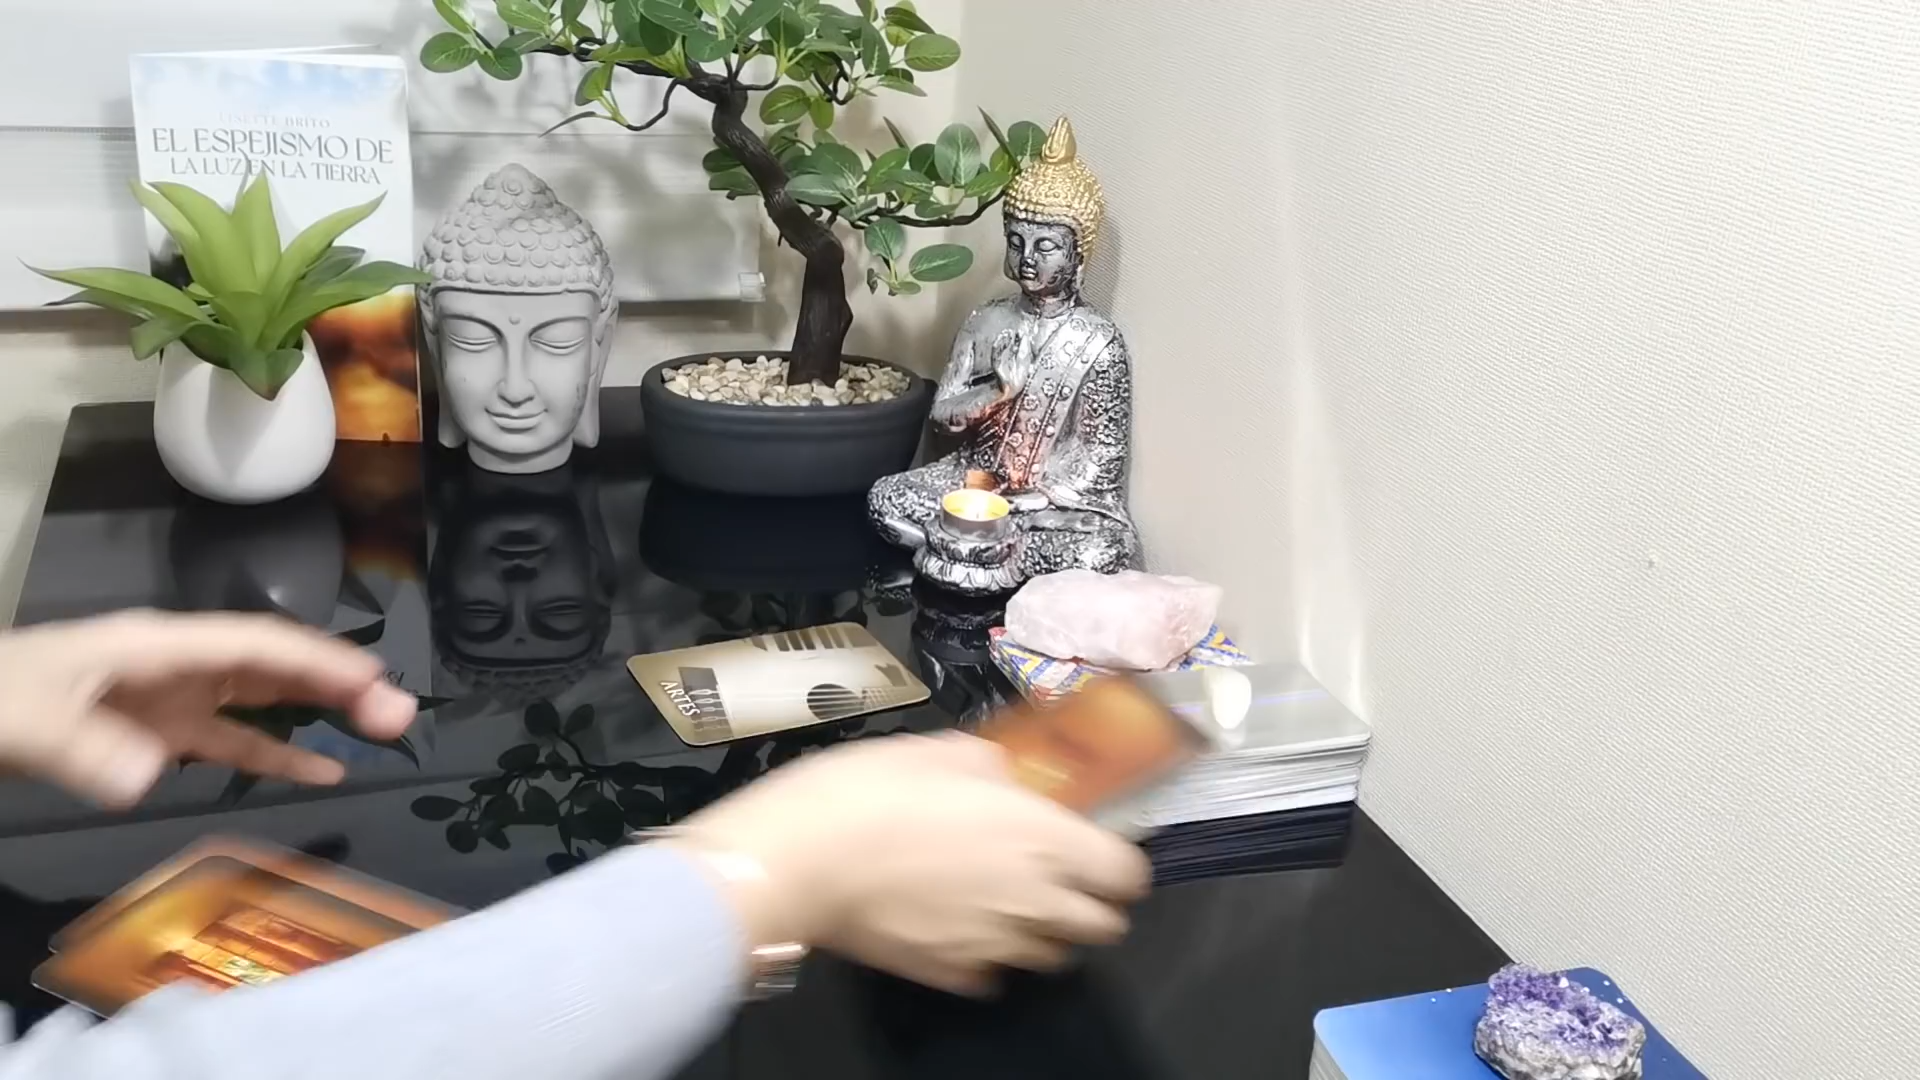 LISETTE BRITO
EL ESPEJISMO DE
LA LUZ EN LA TIERRA
ARTES